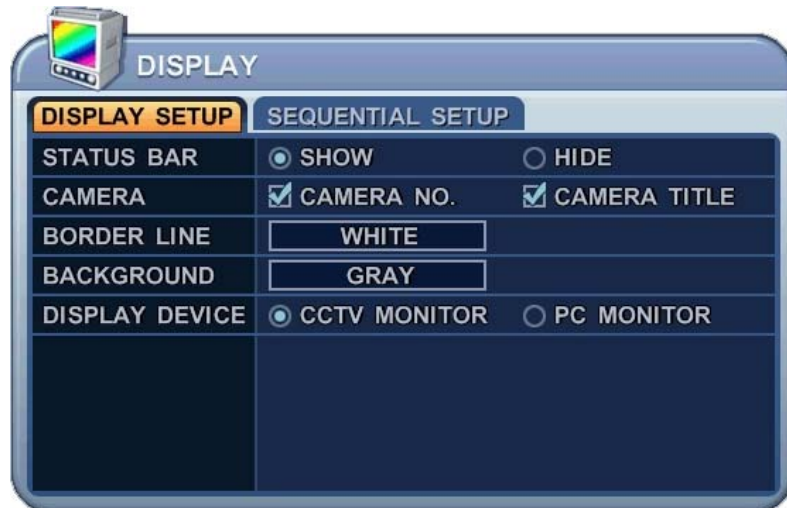 DISPLAY
DISPLAY SETUP SEQUENTIAL SETUP
STATUS BAR SHOW HIDE
CAMERA CAMERA NO. CAMERA TITLE
BORDER LINE WHITE
BACKGROUND GRAY
DISPLAY DEVICE CCTV MONITOR PC MONITOR